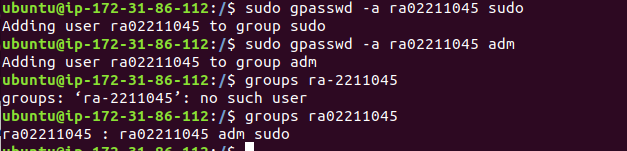 ubuntu@ip-172-31-86-112:/$ sudo gpasswd -a ra02211045 sudo
Adding user ra02211045 to group sudo
ubuntu@ip-172-31-86-112:/$ sudo gpasswd -a ra02211045 adm
Adding user ra02211045 to group adm
ubuntu@ip-172-31-86-112:/$ groups ra-2211045
groups: ‘ra-2211045’: no such user
ubuntu@ip-172-31-86-112:/$ groups ra02211045
ra02211045 : ra02211045 adm sudo
ubuntu@ip-172-31-86-112:/$